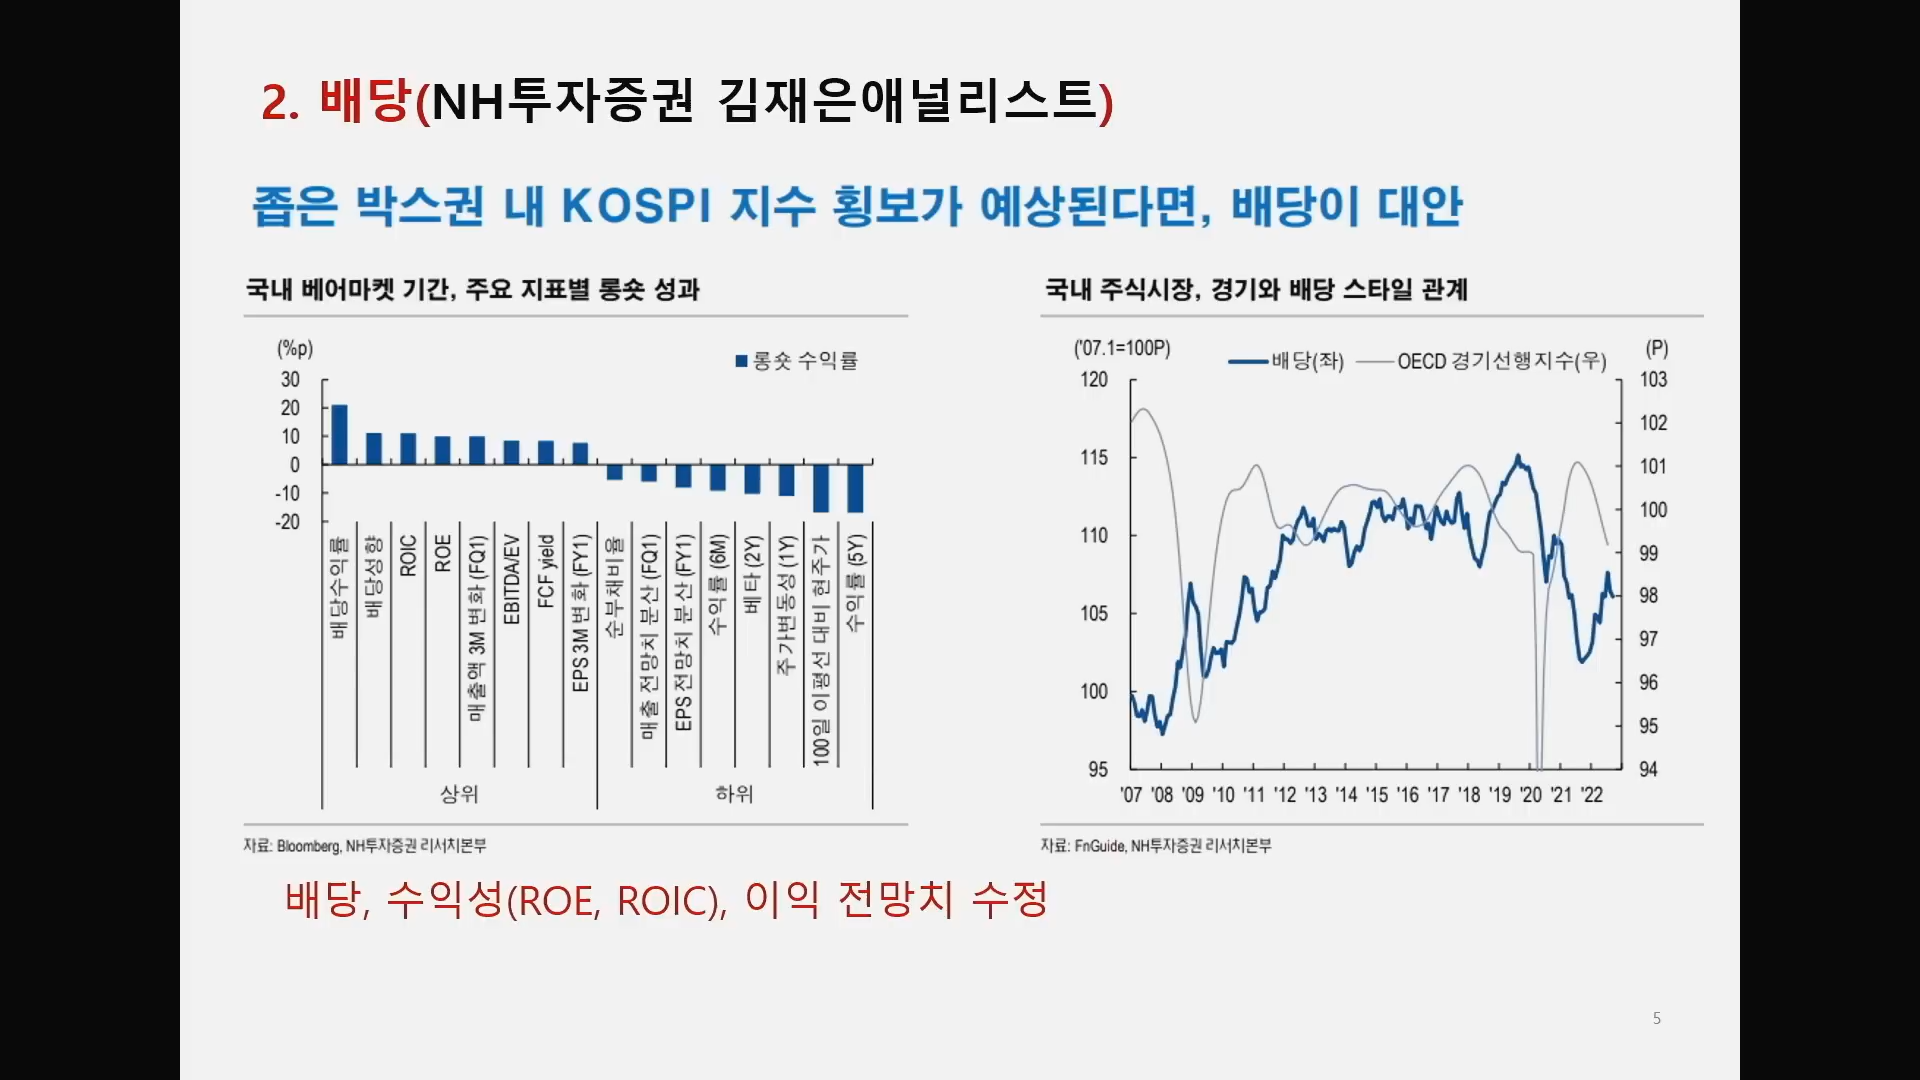 2. 배당(NH투자증권 김재은애널리스트)
좁은 박스권 내 KOSPI 지수 횡보가 예상된다면, 배당이 대안
국내 베어마켓 기간, 주요 지표별 롱숏 성과
(%p)
롱숏 수익률
30
20
10
0
-10
-20
배당수익률
배당성향
ROIC
ROE
매출액 3M 변화 (FQ1)
EBITDA/EV
FCF yield
EPS 3M 변화 (FY1)
순부채비율
매출 전망치 분산 (FQ1)
EPS 전망치 분산 (FY1)
수익률 (6M)
베타 (2Y)
주가변동성 (1Y)
100일 이평선 대비 현주가
수익률 (5Y)
상위
하위
자료: Bloomberg, NH투자증권 리서치본부
국내 주식시장, 경기와 배당 스타일 관계
('07.1=100P)
배당(좌)
OECD 경기선행지수(우)
(P)
120
115
110
105
100
95
103
102
101
100
99
98
97
96
95
94
'07 '08 '09 '10 '11 '12 '13 '14 '15 '16 '17 '18 '19 '20 '21 '22
자료: FnGuide, NH투자증권 리서치본부
배당, 수익성(ROE, ROIC), 이익 전망치 수정
5